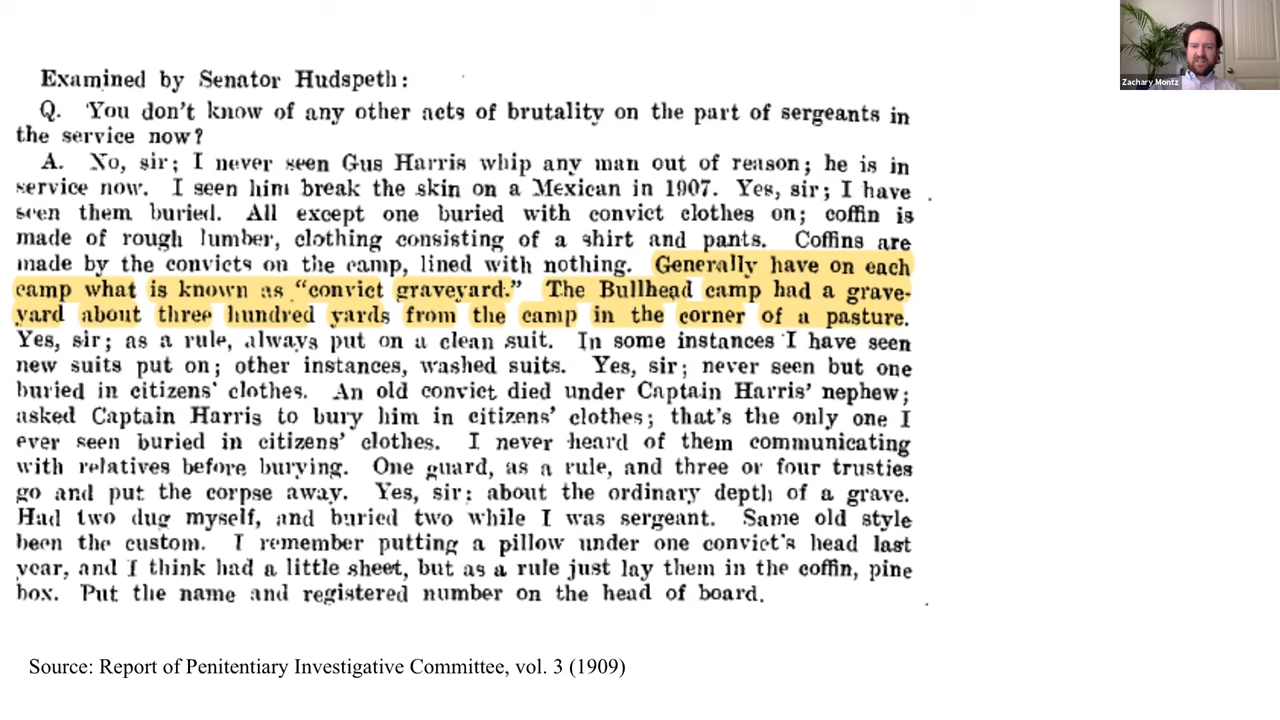 Examined by Senator Hudspeth:
Q. You don't know of any other acts of brutality on the part of sergeants in
the service now?
A. No, sir; I never seen Gus Harris whip any man out of reason; he is in
service now. I seen him break the skin on a Mexican in 1907. Yes, sir; I have
seen them buried. All except one buried with convict clothes on; coffin is
made of rough lumber, clothing consisting of a shirt and pants. Coffins are
made by the convicts on the camp, lined with nothing. Generally have on each
camp what is known as "convict graveyard." The Bullhead camp had a grave-
yard about three hundred yards from the camp in the corner of a pasture.
Yes, sir; as a rule, always put on a clean suit. In some instances I have seen
new suits put on; other instances, washed suits. Yes, sir; never seen but one
buried in citizens' clothes. An old convict died under Captain Harris' nephew;
asked Captain Harris to bury him in citizens' clothes; that's the only one I
ever seen buried in citizens' clothes. I never heard of them communicating
with relatives before burying. One guard, as a rule, and three or four trusties
go and put the corpse away. Yes, sir: about the ordinary depth of a grave.
Had two dug myself, and buried two while I was sergeant. Same old style
been the custom. I remember putting a pillow under one convict's head last
year, and I think had a little sheet, but as a rule just lay them in the coffin, pine
box. Put the name and registered number on the head of board.
Source: Report of Penitentiary Investigative Committee, vol. 3 (1909)
Zachary Montz